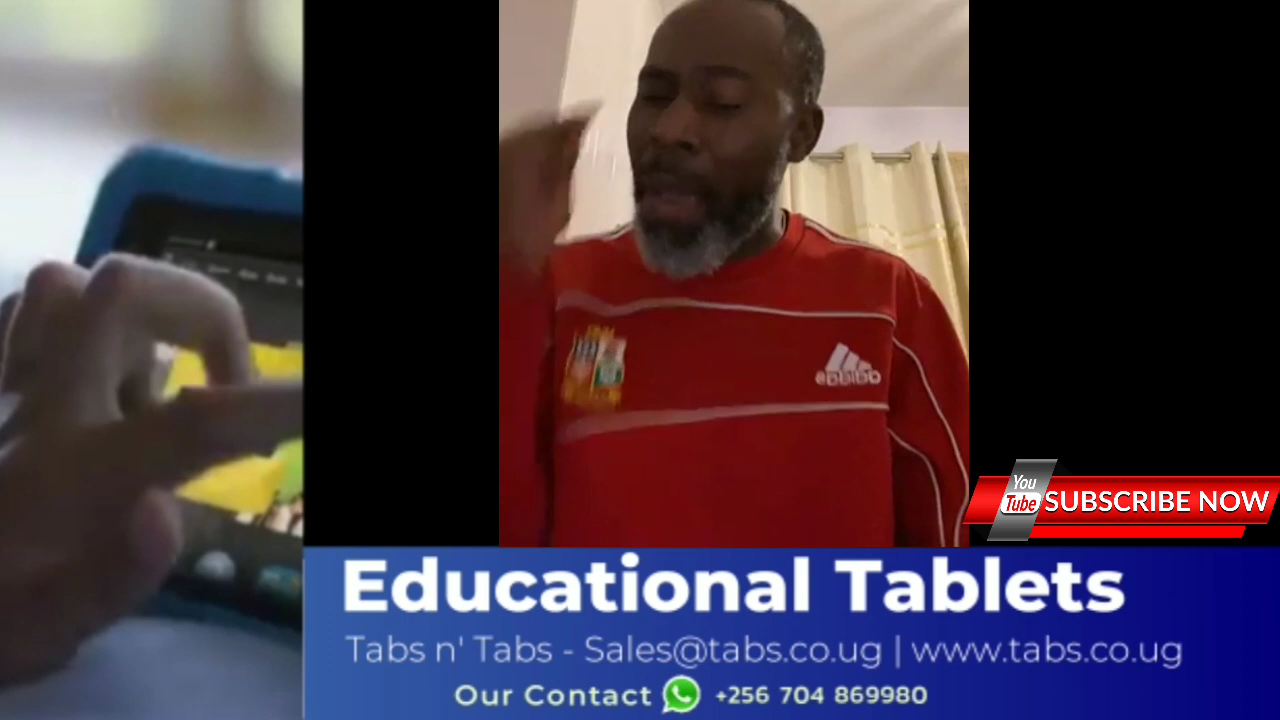 adidas
You
Tube
SUBSCRIBE NOW
Educational Tablets
Tabs n' Tabs - Sales@tabs.co.ug | www.tabs.co.ug
Our Contact +256 704 869980